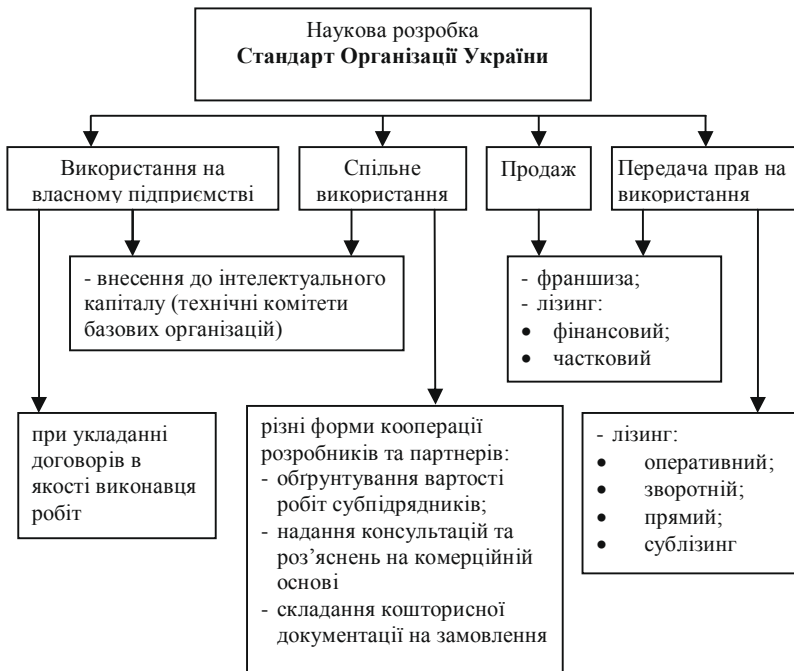 Наукова розробка
Стандарт Організації України
Використання на
власному підприємстві
Спільне
використання
Продаж
Передача прав на
використання
- внесення до інтелектуального
капіталу (технічні комітети
базових організацій)
- франшиза;
- лізинг:
• фінансовий;
• частковий
при укладанні
договорів в
якості виконавця
робіт
різні форми кооперації
розробників та партнерів:
- обґрунтування вартості
робіт субпідрядників;
- надання консультацій та
роз’яснень на комерційній
основі
- складання кошторисної
документації на замовлення
- лізинг:
• оперативний;
• зворотній;
• прямий;
• сублізинг